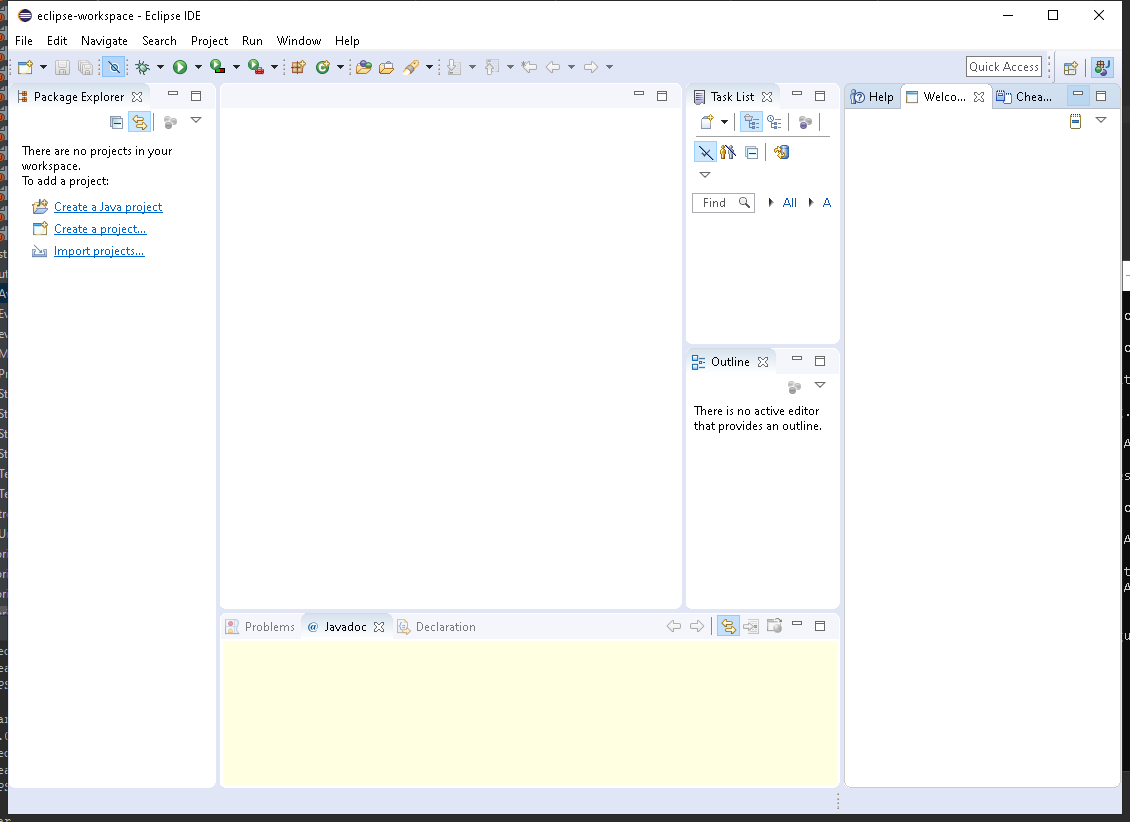 eclipse-workspace - Eclipse IDE
File Edit Navigate Search Project Run Window Help
Quick Access
Package Explorer
There are no projects in your
workspace.
To add a project:
Create a Java project
Create a project...
Import projects...
Task List
Find
All
A
Outline
There is no active editor
that provides an outline.
Help
Welco...
Chea...
Problems
@ Javadoc
Declaration